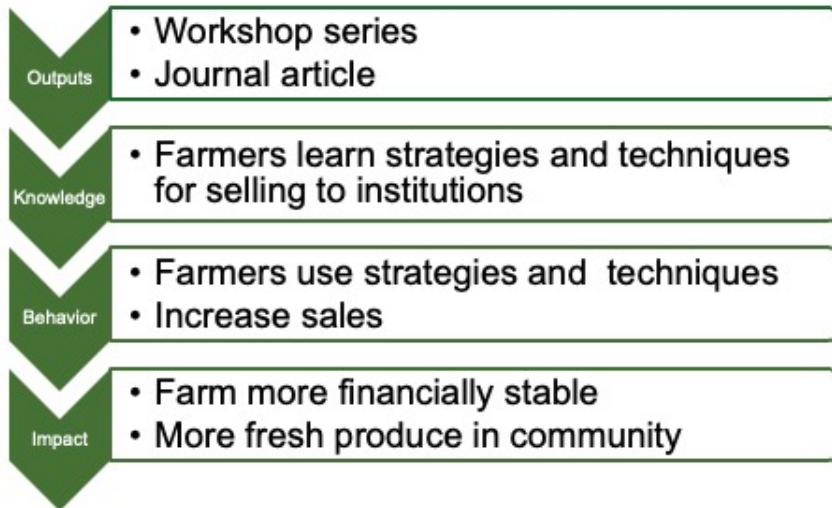 Outputs
• Workshop series
• Journal article
Knowledge
• Farmers learn strategies and techniques
for selling to institutions
Behavior
• Farmers use strategies and  techniques
• Increase sales
Impact
• Farm more financially stable
• More fresh produce in community